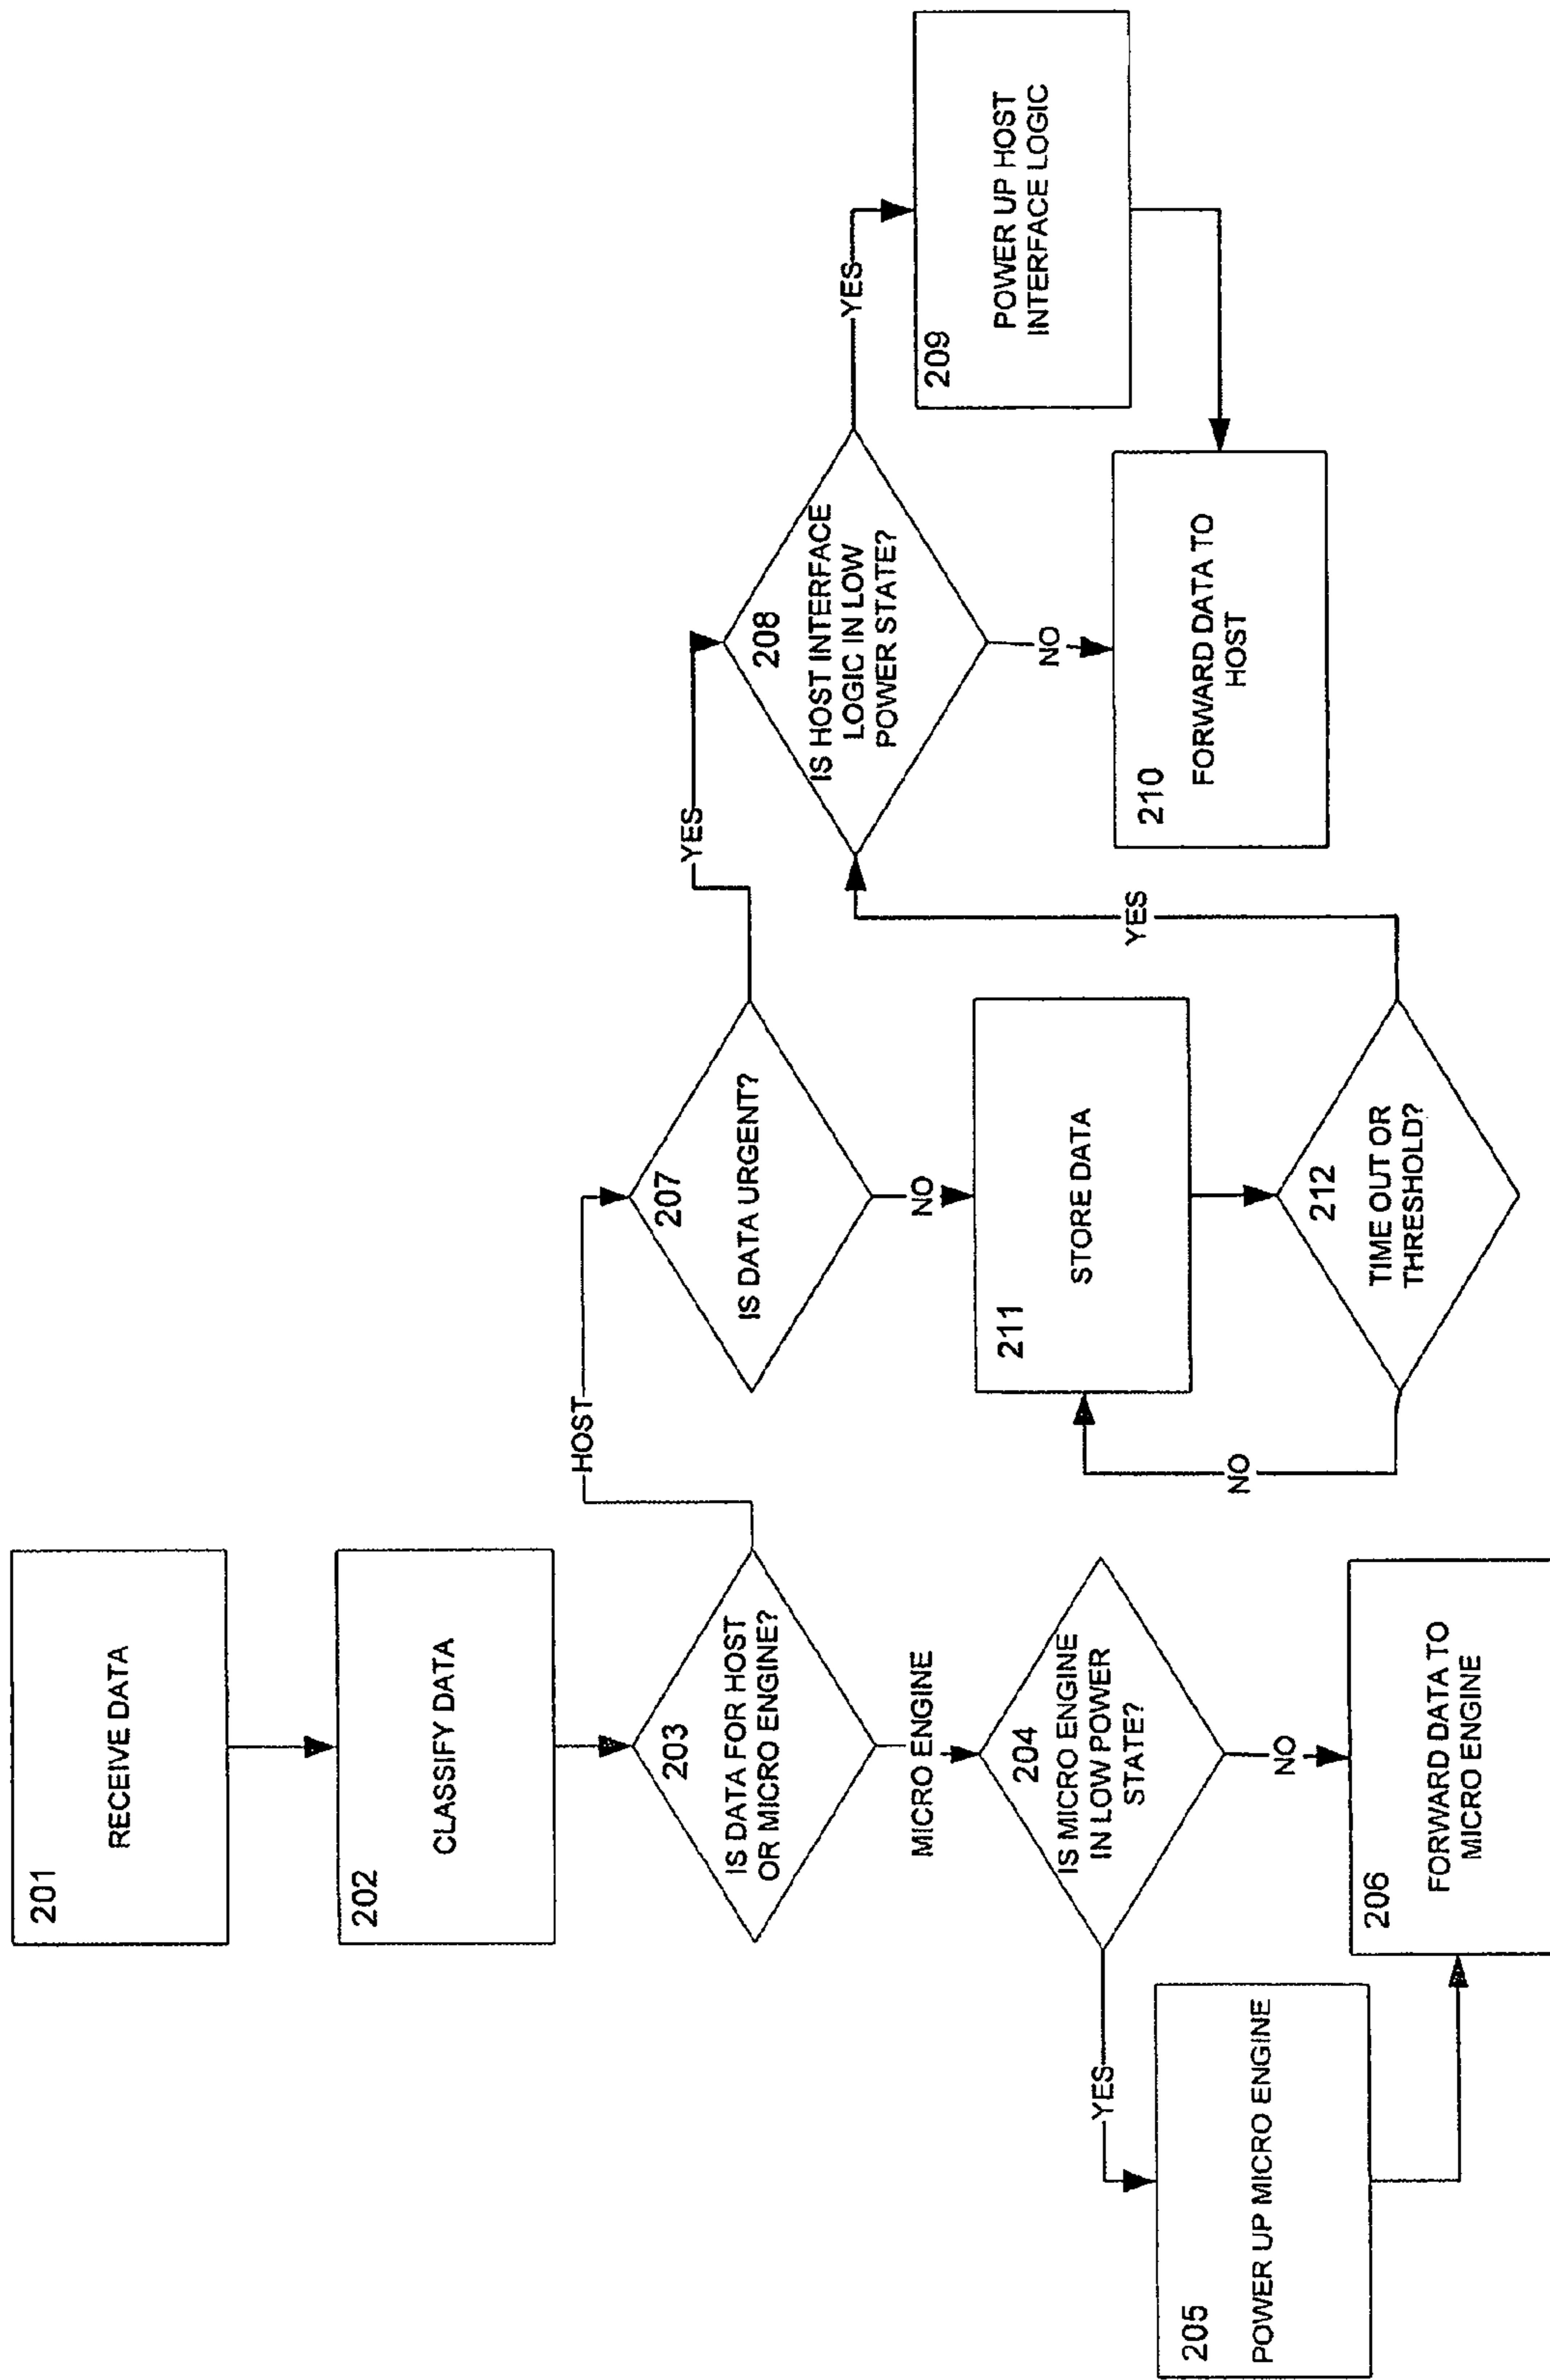 201
RECEIVE DATA
202
CLASSIFY DATA
203
IS DATA FOR HOST
OR MICRO ENGINE?
HOST
MICRO ENGINE
204
IS MICRO ENGINE
IN LOW POWER
STATE?
YES
NO
205
POWER UP MICRO ENGINE
206
FORWARD DATA TO
MICRO ENGINE
207
IS DATA URGENT?
YES
NO
211
STORE DATA
212
TIME OUT OR
THRESHOLD?
NO
YES
208
IS HOST INTERFACE
LOGIC IN LOW
POWER STATE?
YES
NO
209
POWER UP HOST
INTERFACE LOGIC
210
FORWARD DATA TO
HOST